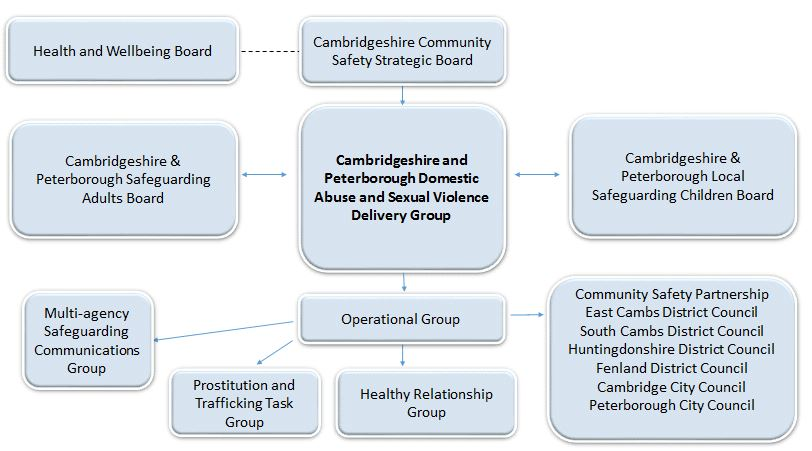 Health and Wellbeing Board
Cambridgeshire Community
Safety Strategic Board
Cambridgeshire &
Peterborough Safeguarding
Adults Board
Cambridgeshire and
Peterborough Domestic
Abuse and Sexual Violence
Delivery Group
Cambridgeshire &
Peterborough Local
Safeguarding Children Board
Multi-agency
Safeguarding
Communications
Group
Operational Group
Community Safety Partnership
East Cambs District Council
South Cambs District Council
Huntingdonshire District Council
Fenland District Council
Cambridge City Council
Peterborough City Council
Prostitution and
Trafficking Task
Group
Healthy Relationship
Group